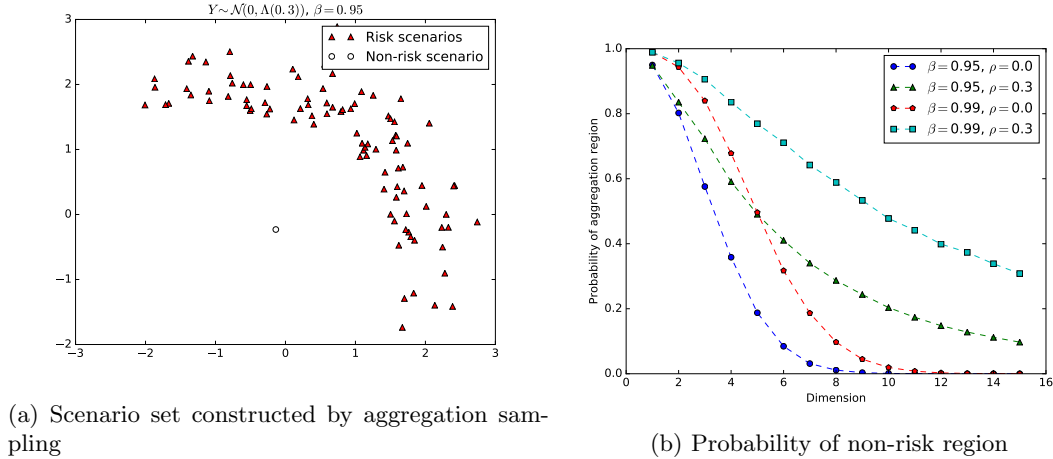 Y∼𝒩(0,Λ(0.3)), β=0.95
3
2
1
0
−1
−2
−3 −2 −1 0 1 2 3
Risk scenarios
Non-risk scenario
(a) Scenario set constructed by aggregation sam-
pling
1.0
0.8
0.6
0.4
0.2
0.0
Probability of aggregation region
0 2 4 6 8 10 12 14 16
Dimension
β=0.95, ρ=0.0
β=0.95, ρ=0.3
β=0.99, ρ=0.0
β=0.99, ρ=0.3
(b) Probability of non-risk region